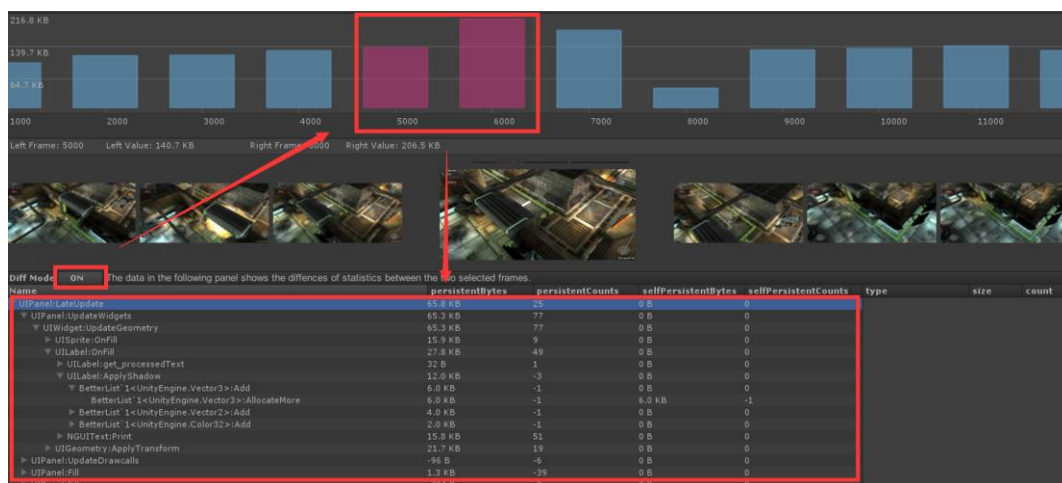 216.8 KB
139.7 KB
64.7 KB
1000 2000 3000 4000 5000 6000 7000 8000 9000 10000 11000
Left Frame: 5000 Left Value: 140.7 KB Right Frame: 6000 Right Value: 206.5 KB
Diff Mode ON The data in the following panel shows the diffences of statistics between the two selected frames.
Name persistentBytes persistentCounts selfPersistentBytes selfPersistentCounts type size count
UIPanel:LateUpdate 65.8 KB 25 0 B 0
UIPanel:UpdateWidgets 65.3 KB 77 0 B 0
UIWidget:UpdateGeometry 65.3 KB 77 0 B 0
UISprite:OnFill 15.9 KB 9 0 B 0
UILabel:OnFill 27.8 KB 49 0 B 0
UILabel:get_processedText 32 B 1 0 B 0
UILabel:ApplyShadow 12.0 KB -3 0 B 0
BetterList`1<UnityEngine.Vector3>:Add 6.0 KB -1 0 B 0
BetterList`1<UnityEngine.Vector3>:AllocateMore 6.0 KB -1 6.0 KB -1
BetterList`1<UnityEngine.Vector2>:Add 4.0 KB -1 0 B 0
BetterList`1<UnityEngine.Color32>:Add 2.0 KB -1 0 B 0
NGUIText:Print 15.8 KB 51 0 B 0
UIGeometry:ApplyTransform 21.7 KB 19 0 B 0
UIPanel:UpdateDrawcalls -96 B -6 0 B 0
UIPanel:Fill 1.3 KB -39 0 B 0